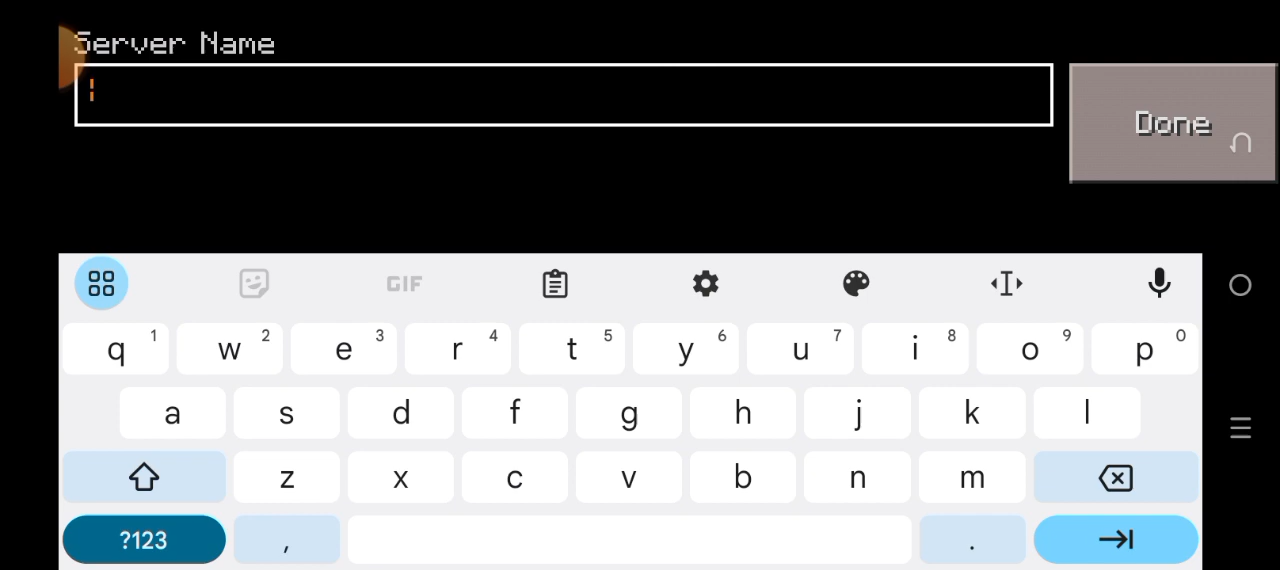 Server Name
Done
GIF
q 1 w 2 e 3 r 4 t 5 y 6 u 7 i 8 o 9 p 0
a s d f g h j k l
z x c v b n m
?123 , .